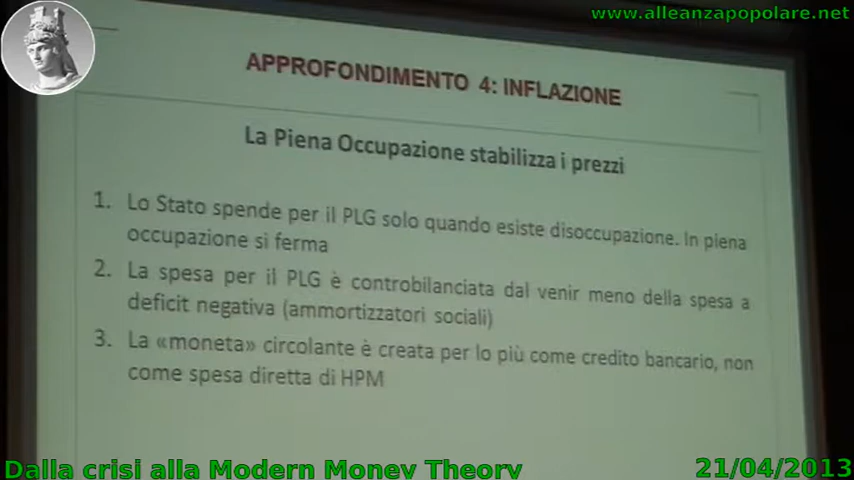 www.alleanzapopolare.net
APPROFONDIMENTO 4: INFLAZIONE
La Piena Occupazione stabilizza i prezzi
1. Lo Stato spende per il PLG solo quando esiste disoccupazione. In piena
occupazione si ferma
2. La spesa per il PLG è controbilanciata dal venir meno della spesa a
deficit negativa (ammortizzatori sociali)
3. La «moneta» circolante è creata per lo più come credito bancario, non
come spesa diretta di HPM
Dalla crisi alla Modern Money Theory
21/04/2013